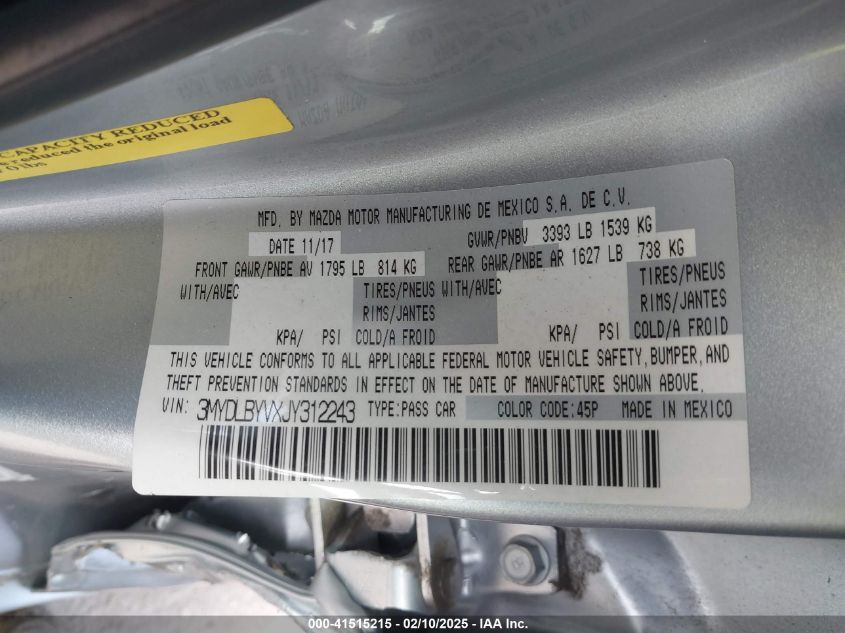 CAPACITY REDUCED
reduced the original load
0 lbs
MFD. BY MAZDA MOTOR MANUFACTURING DE MEXICO S.A. DE C.V.
DATE 11/17 GVWR/PNBV 3393 LB 1539 KG
FRONT GAWR/PNBE AV 1795 LB 814 KG REAR GAWR/PNBE AR 1627 LB 738 KG
WITH/AVEC TIRES/PNEUS WITH/AVEC TIRES/PNEUS
RIMS/JANTES RIMS/JANTES
KPA/ PSI COLD/A FROID KPA/ PSI COLD/A FROID
THIS VEHICLE CONFORMS TO ALL APPLICABLE FEDERAL MOTOR VEHICLE SAFETY, BUMPER, AND
THEFT PREVENTION STANDARDS IN EFFECT ON THE DATE OF MANUFACTURE SHOWN ABOVE.
VIN: 3MYDLBYVXJY312243 TYPE:PASS CAR COLOR CODE:45P MADE IN MEXICO
000-41515215 - 02/10/2025 - IAA Inc.